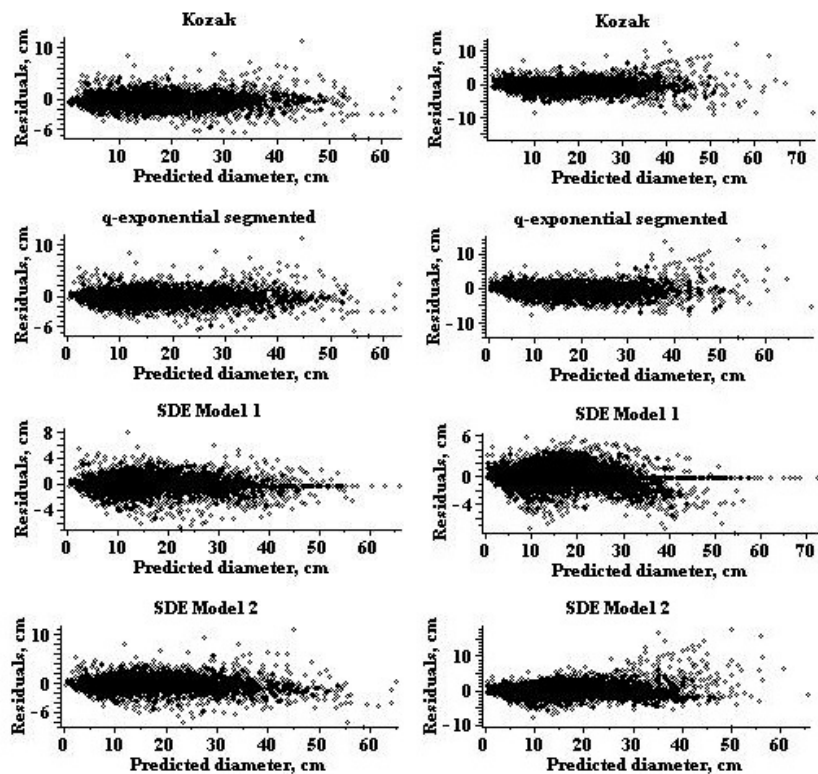 Kozak
Residuals, cm
10
0
-6
10 20 30 40 50 60
Predicted diameter, cm
Kozak
Residuals, cm
10
0
-10
10 20 30 40 50 60 70
Predicted diameter, cm
q-exponential segmented
Residuals, cm
10
0
-6
0 10 20 30 40 50 60
Predicted diameter, cm
q-exponential segmented
Residuals, cm
10
0
-10
0 10 20 30 40 50 60
Predicted diameter, cm
SDE Model 1
Residuals, cm
8
4
0
-4
0 10 20 30 40 50 60
Predicted diameter, cm
SDE Model 1
Residuals, cm
6
0
-4
0 10 20 30 40 50 60 70
Predicted diameter, cm
SDE Model 2
Residuals, cm
10
0
-6
0 10 20 30 40 50 60
Predicted diameter, cm
SDE Model 2
Residuals, cm
10
0
-10
0 10 20 30 40 50 60
Predicted diameter, cm